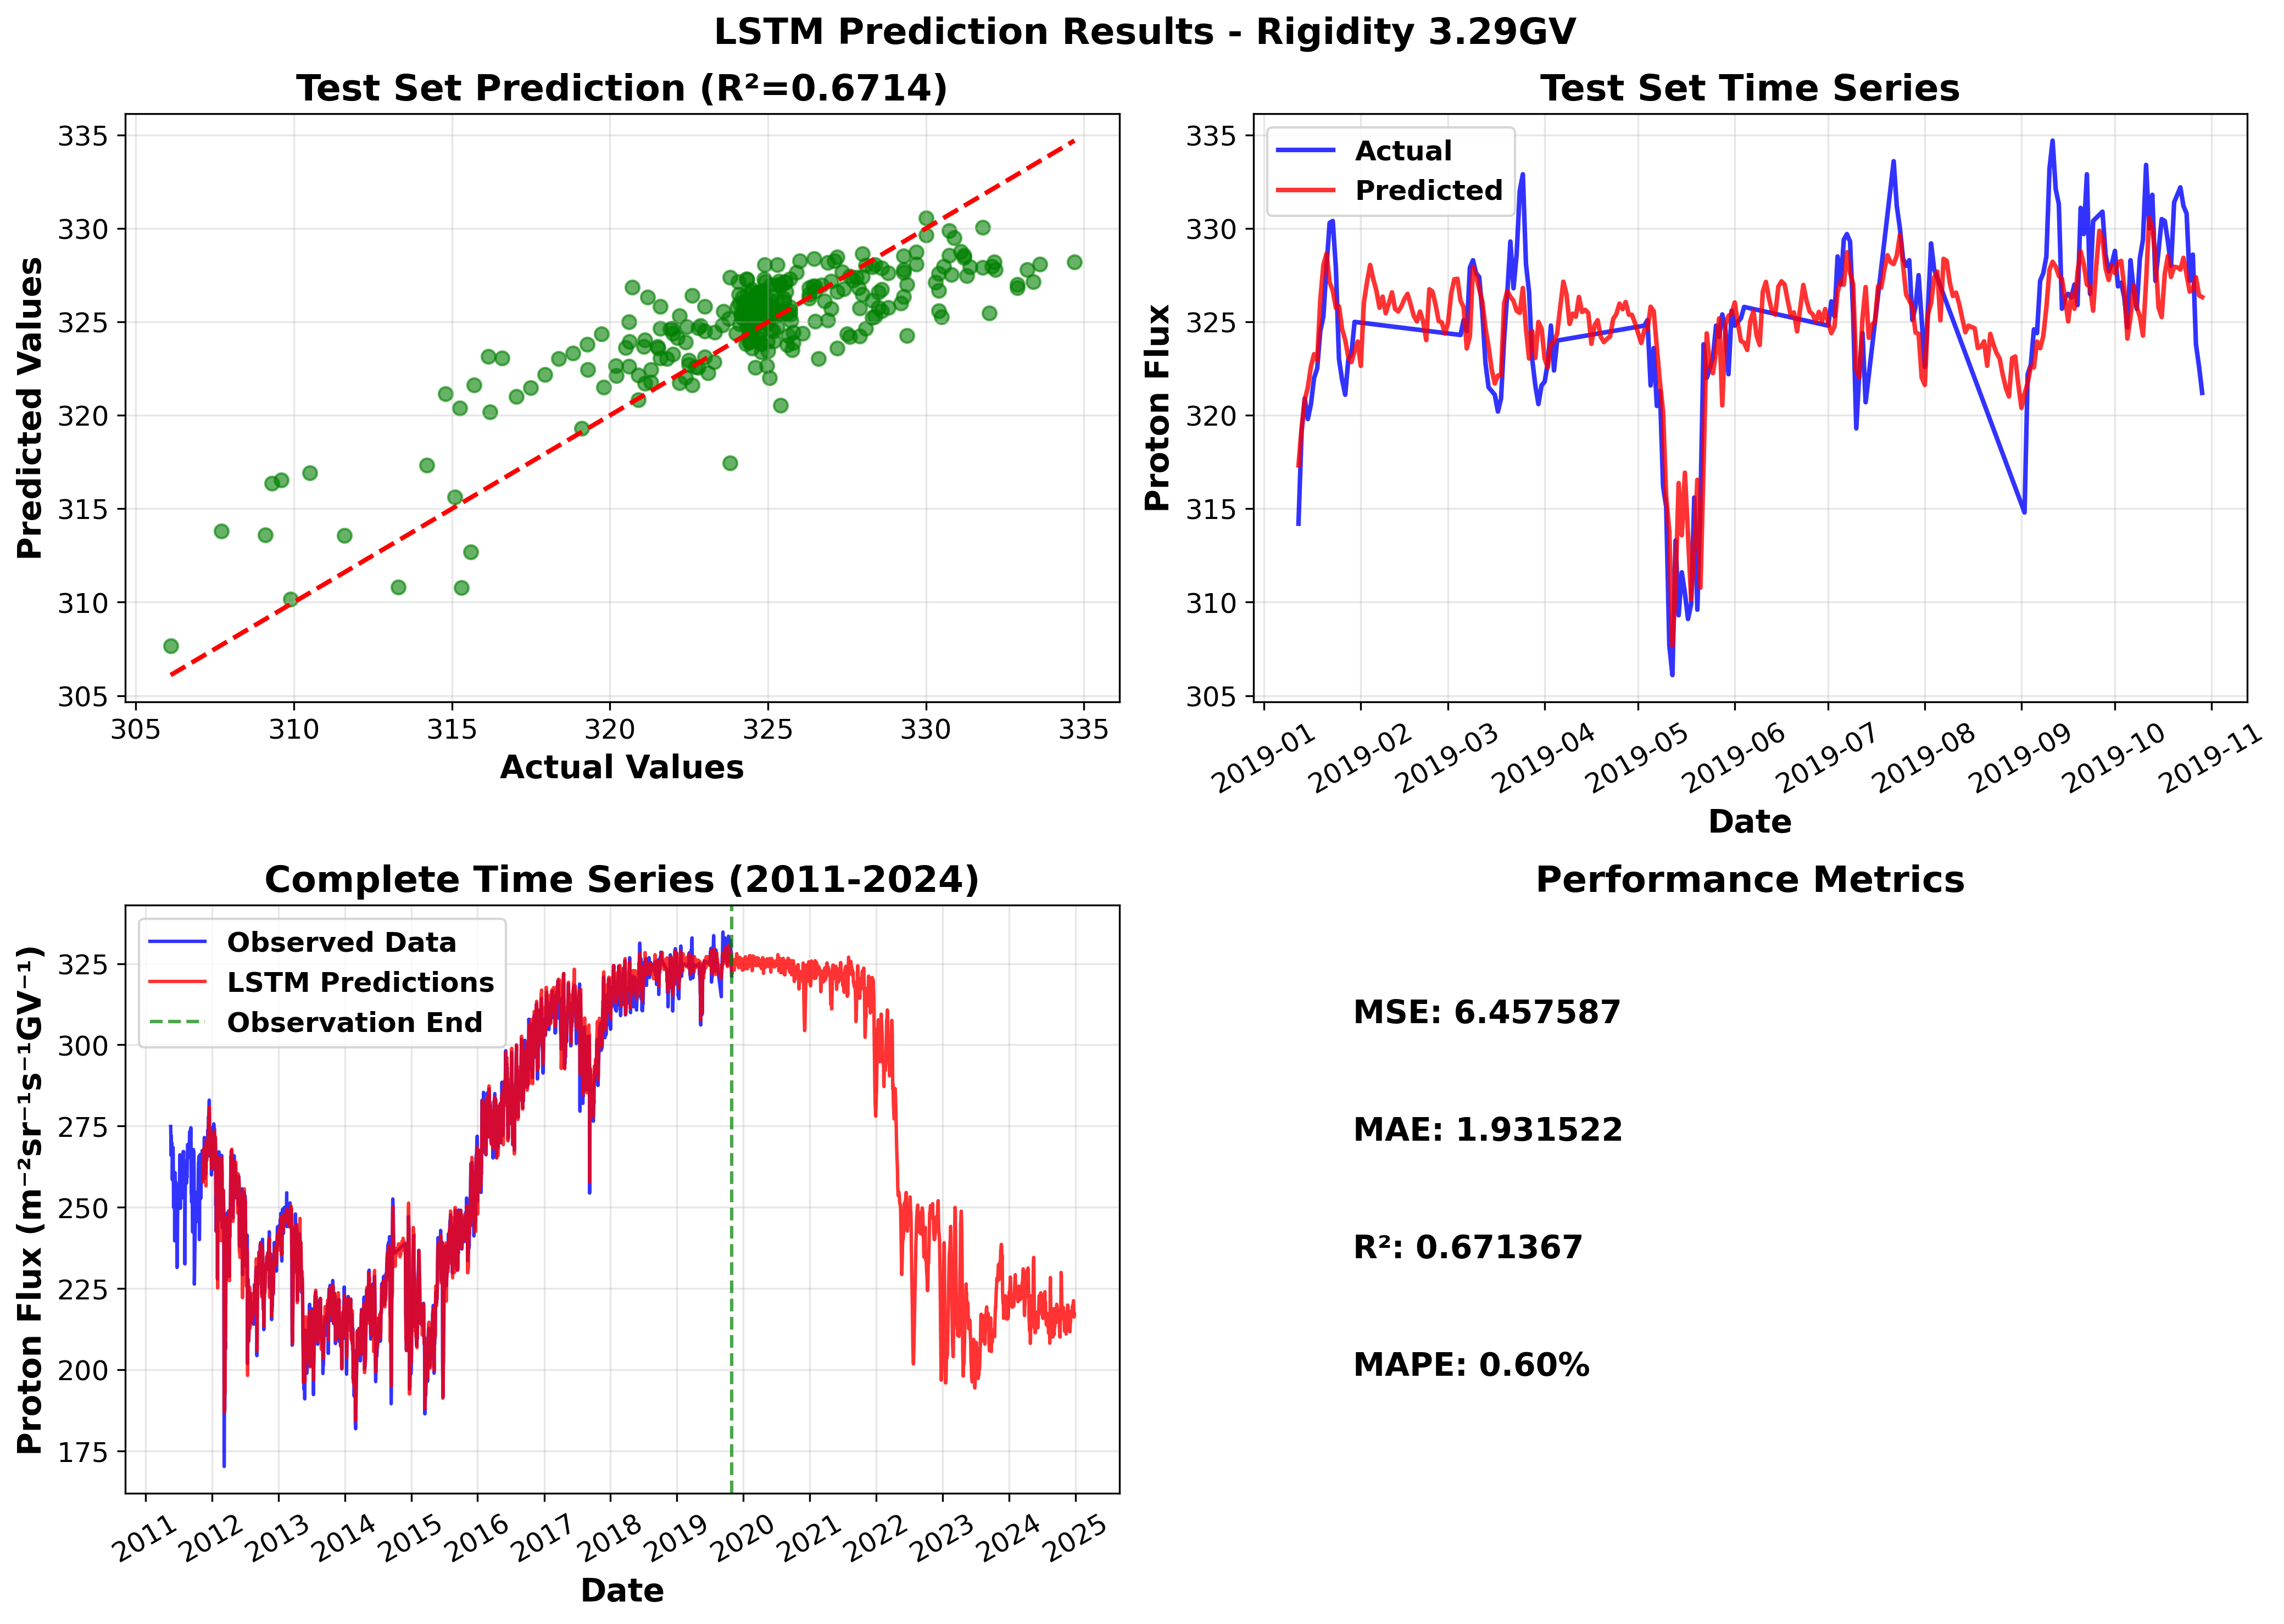 LSTM Prediction Results - Rigidity 3.29GV
Test Set Prediction (R²=0.6714)
335
330
325
320
315
310
305
Predicted Values
305 310 315 320 325 330 335
Actual Values
Test Set Time Series
Actual
Predicted
335
330
325
320
315
310
305
Proton Flux
2019-01 2019-02 2019-03 2019-04 2019-05 2019-06 2019-07 2019-08 2019-09 2019-10 2019-11
Date
Complete Time Series (2011-2024)
Observed Data
LSTM Predictions
Observation End
325
300
275
250
225
200
175
Proton Flux (m⁻²sr⁻¹s⁻¹GV⁻¹)
2011 2012 2013 2014 2015 2016 2017 2018 2019 2020 2021 2022 2023 2024 2025
Date
Performance Metrics
MSE: 6.457587
MAE: 1.931522
R²: 0.671367
MAPE: 0.60%